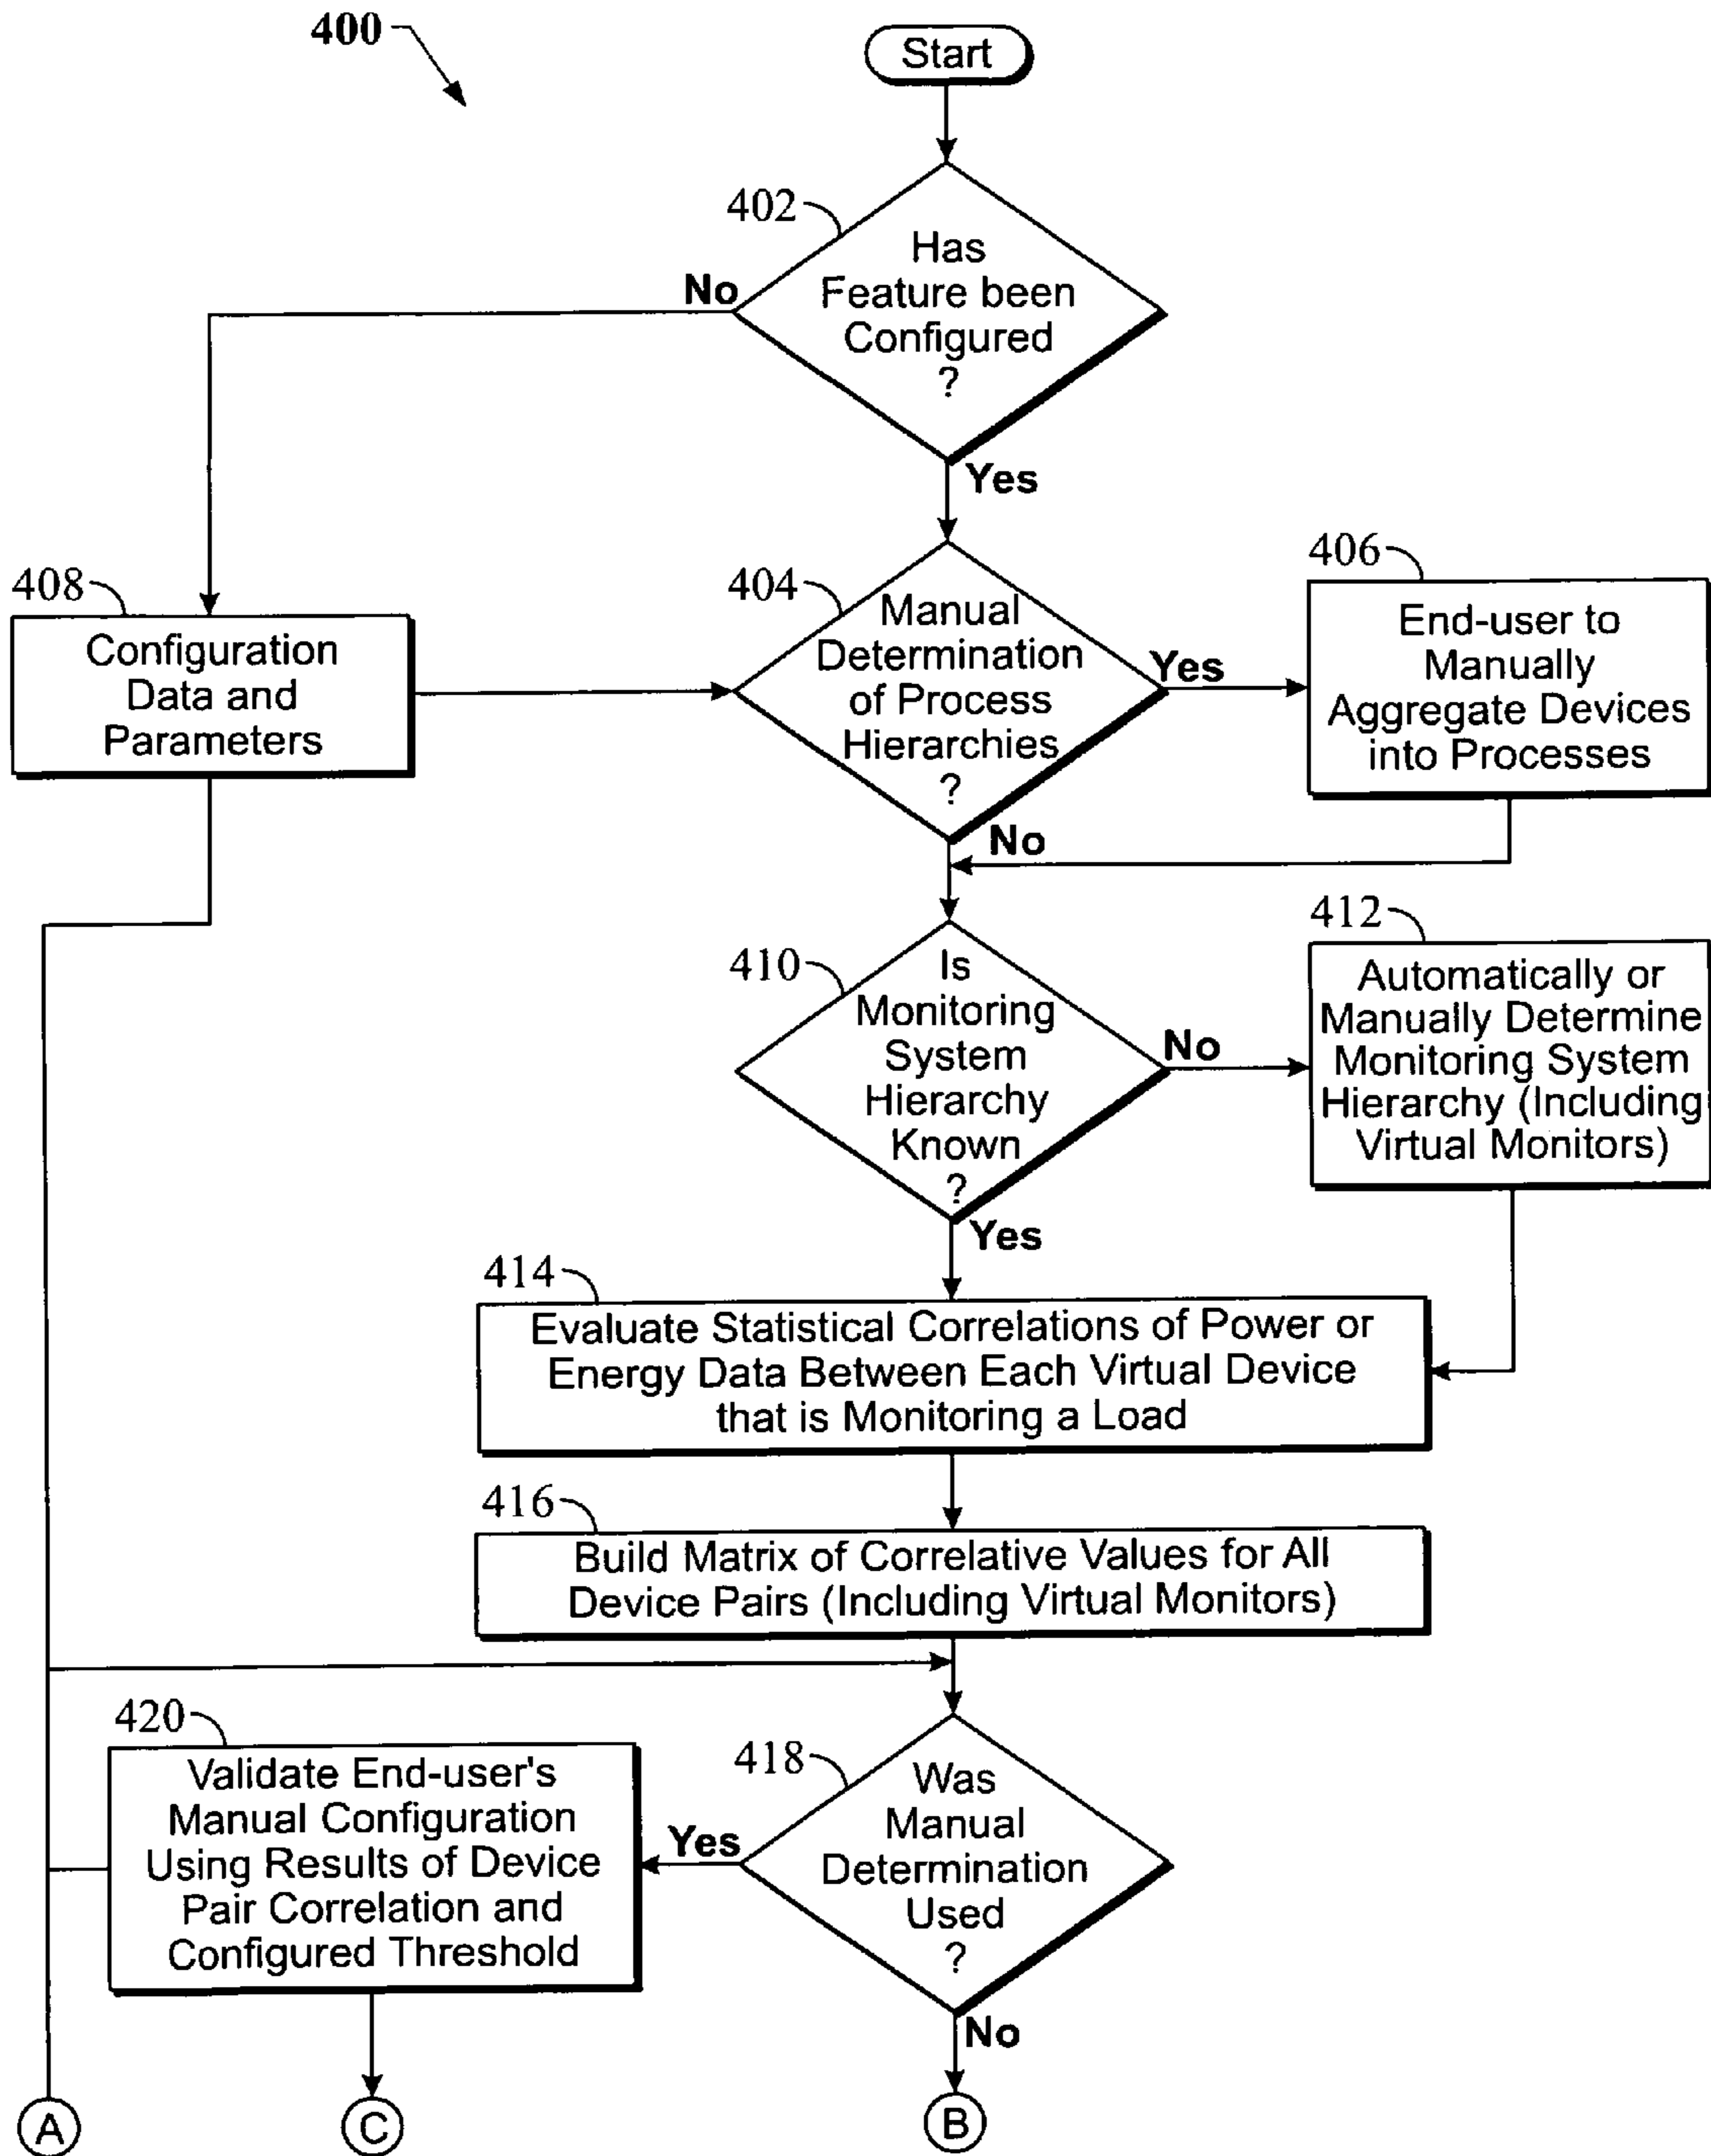 400
Start
402
Has
Feature been
Configured
?
No
Yes
408
Configuration
Data and
Parameters
404
Manual
Determination
of Process
Hierarchies
?
Yes
No
406
End-user to
Manually
Aggregate Devices
into Processes
410
Is
Monitoring
System
Hierarchy
Known
?
No
Yes
412
Automatically or
Manually Determine
Monitoring System
Hierarchy (Including
Virtual Monitors)
414
Evaluate Statistical Correlations of Power or
Energy Data Between Each Virtual Device
that is Monitoring a Load
416
Build Matrix of Correlative Values for All
Device Pairs (Including Virtual Monitors)
418
Was
Manual
Determination
Used
?
Yes
No
420
Validate End-user's
Manual Configuration
Using Results of Device
Pair Correlation and
Configured Threshold
A
C
B